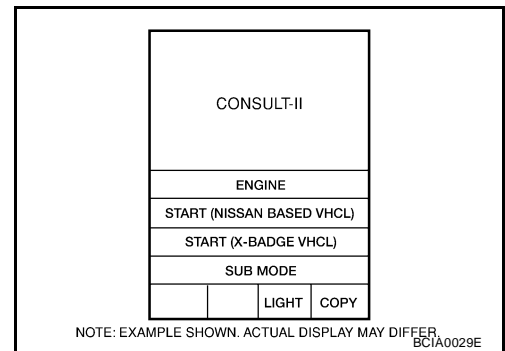 CONSULT-II
ENGINE
START (NISSAN BASED VHCL)
START (X-BADGE VHCL)
SUB MODE
LIGHT COPY
NOTE: EXAMPLE SHOWN. ACTUAL DISPLAY MAY DIFFER.
BCIA0029E